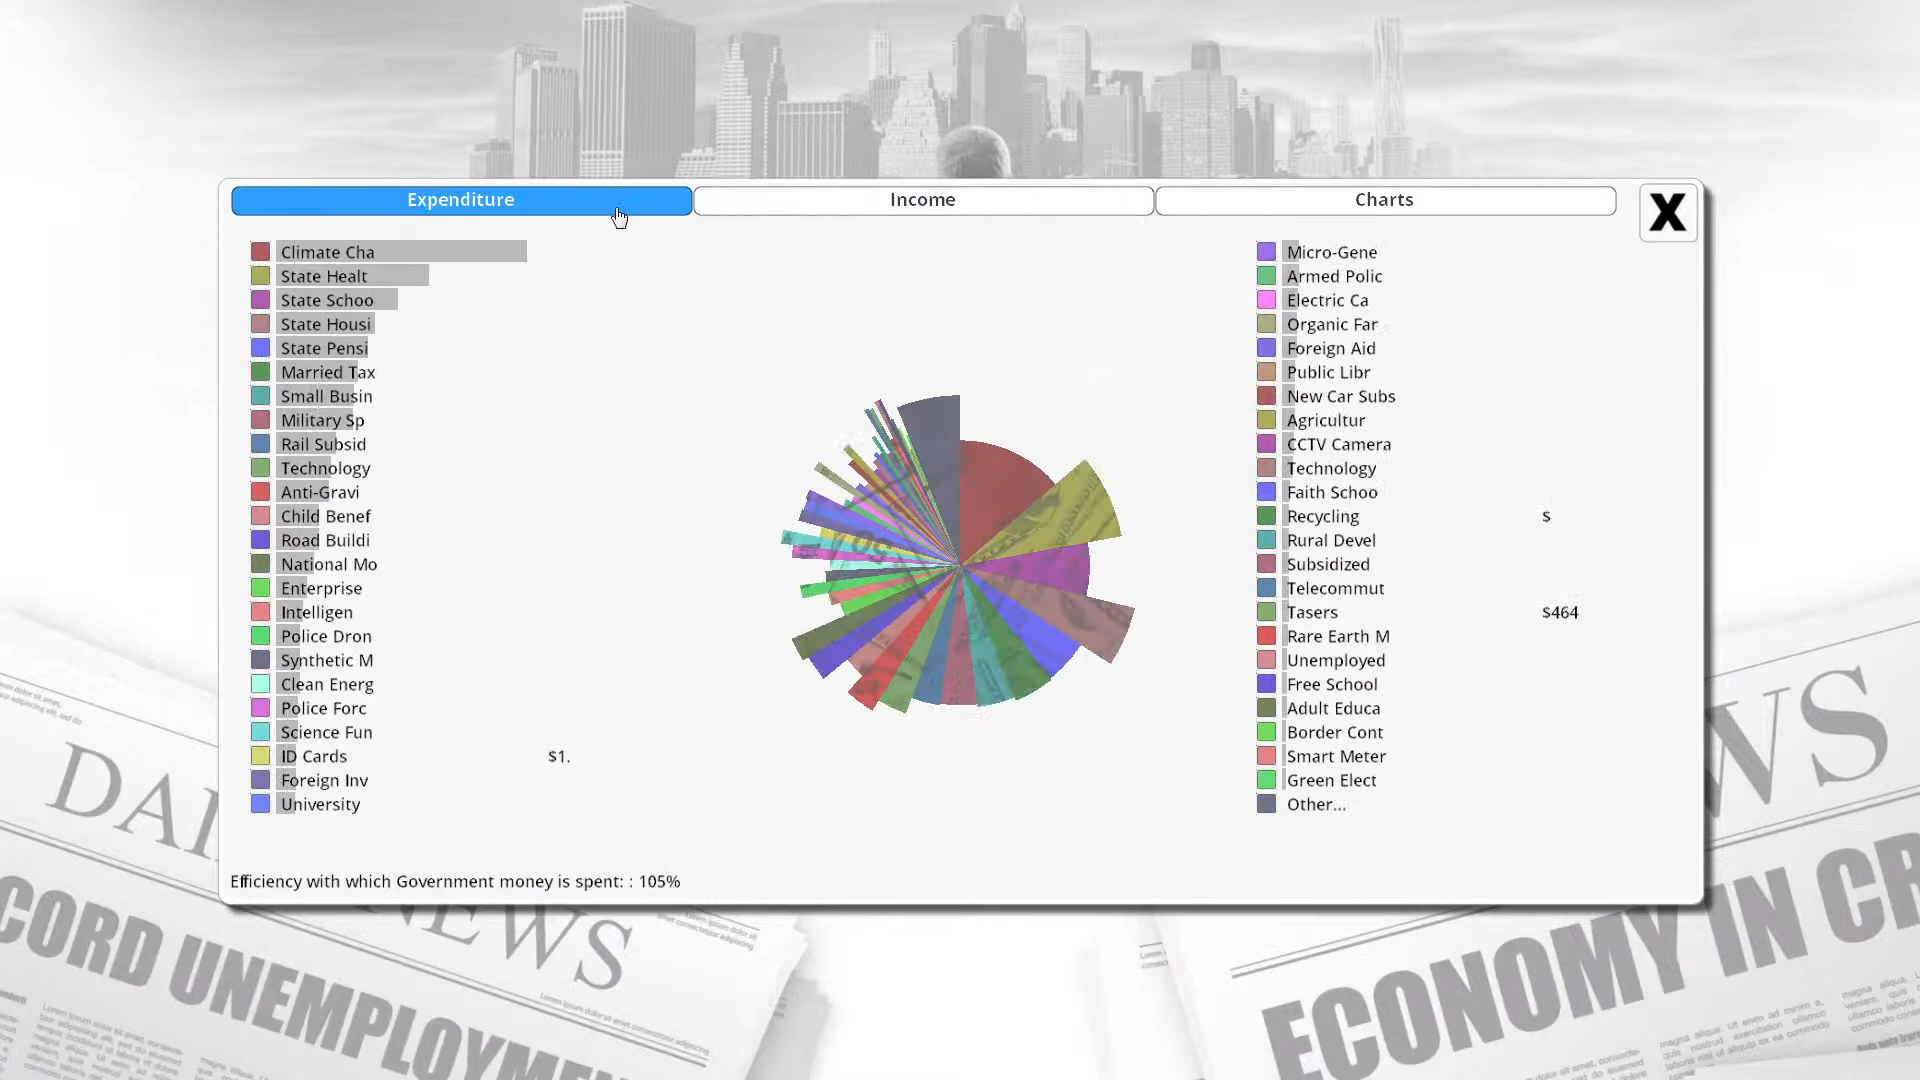 Expenditure
Income
Charts
X
Climate Cha
State Healt
State Schoo
State Housi
State Pensi
Married Tax
Small Busin
Military Sp
Rail Subsid
Technology
Anti-Gravi
Child Benef
Road Buildi
National Mo
Enterprise
Intelligen
Police Dron
Synthetic M
Clean Energ
Police Forc
Science Fun
ID Cards $1.
Foreign Inv
University
Micro-Gene
Armed Polic
Electric Ca
Organic Far
Foreign Aid
Public Libr
New Car Subs
Agricultur
CCTV Camera
Technology
Faith Schoo
Recycling $
Rural Devel
Subsidized
Telecommut
Tasers $464
Rare Earth M
Unemployed
Free School
Adult Educa
Border Cont
Smart Meter
Green Elect
Other...
Efficiency with which Government money is spent: : 105%
DAI
NEWS
CORD UNEMPLOYME
WS
ECONOMY IN CR